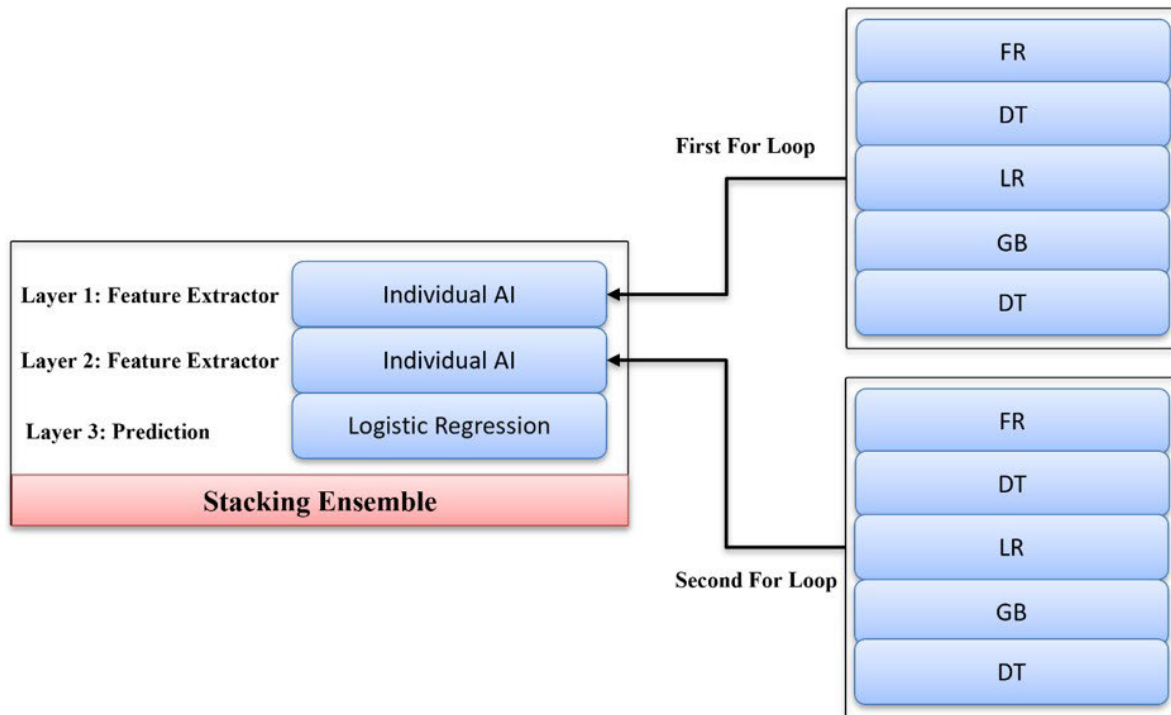 Layer 1: Feature Extractor
Individual AI
Layer 2: Feature Extractor
Individual AI
Layer 3: Prediction
Logistic Regression
Stacking Ensemble
First For Loop
FR
DT
LR
GB
DT
Second For Loop
FR
DT
LR
GB
DT